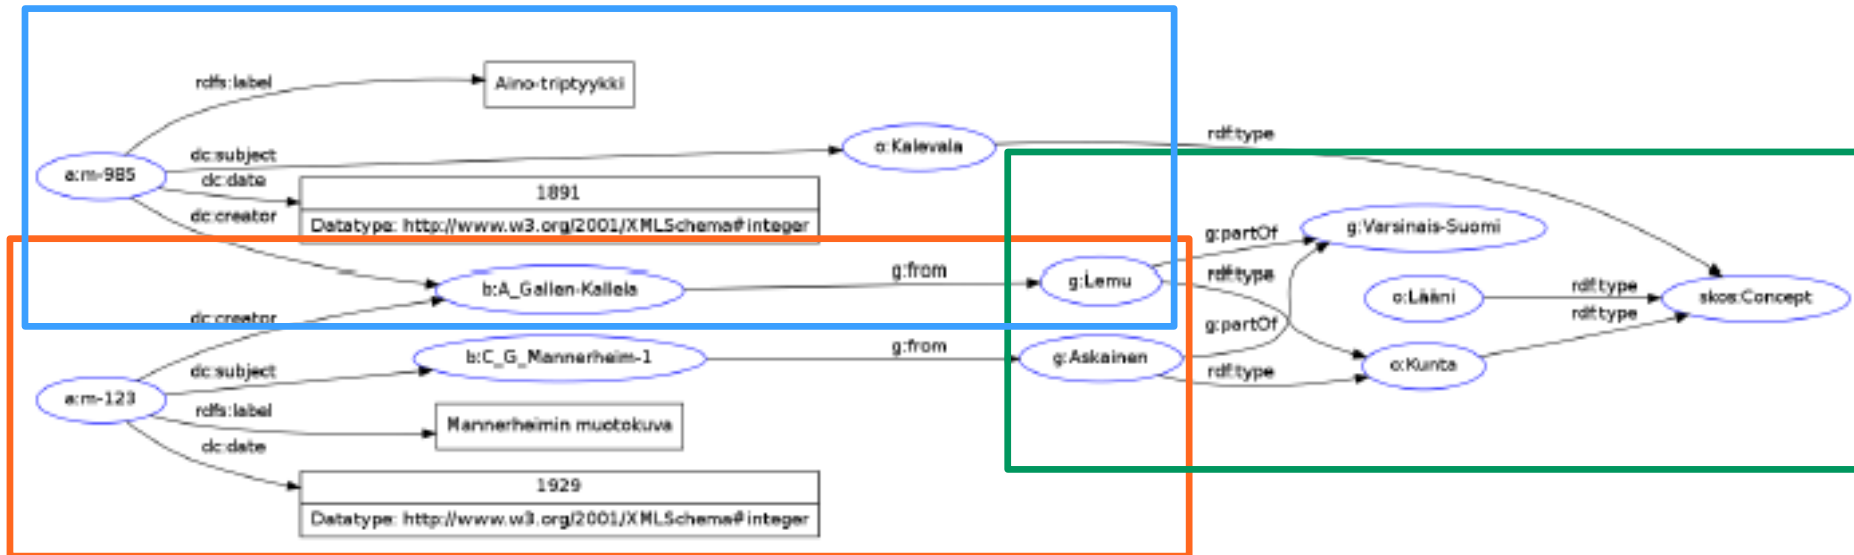 rdfs:label
Aino-triptyykki
a:m-985
dc:subject
o:Kalevala
rdf:type
dc:date
1891
Datatype: http://www.w3.org/2001/XMLSchema#integer
dc:creator
b:A_Gallen-Kallela
g:from
g:Lemu
g:partOf
g:Varsinais-Suomi
rdf:type
o:Lääni
rdf:type
skos:Concept
rdf:type
g:partOf
dc:creator
a:m-123
dc:subject
b:C_G_Mannerheim-1
g:from
g:Askainen
rdf:type
o:Kunta
rdfs:label
Mannerheimin muotokuva
dc:date
1929
Datatype: http://www.w3.org/2001/XMLSchema#integer